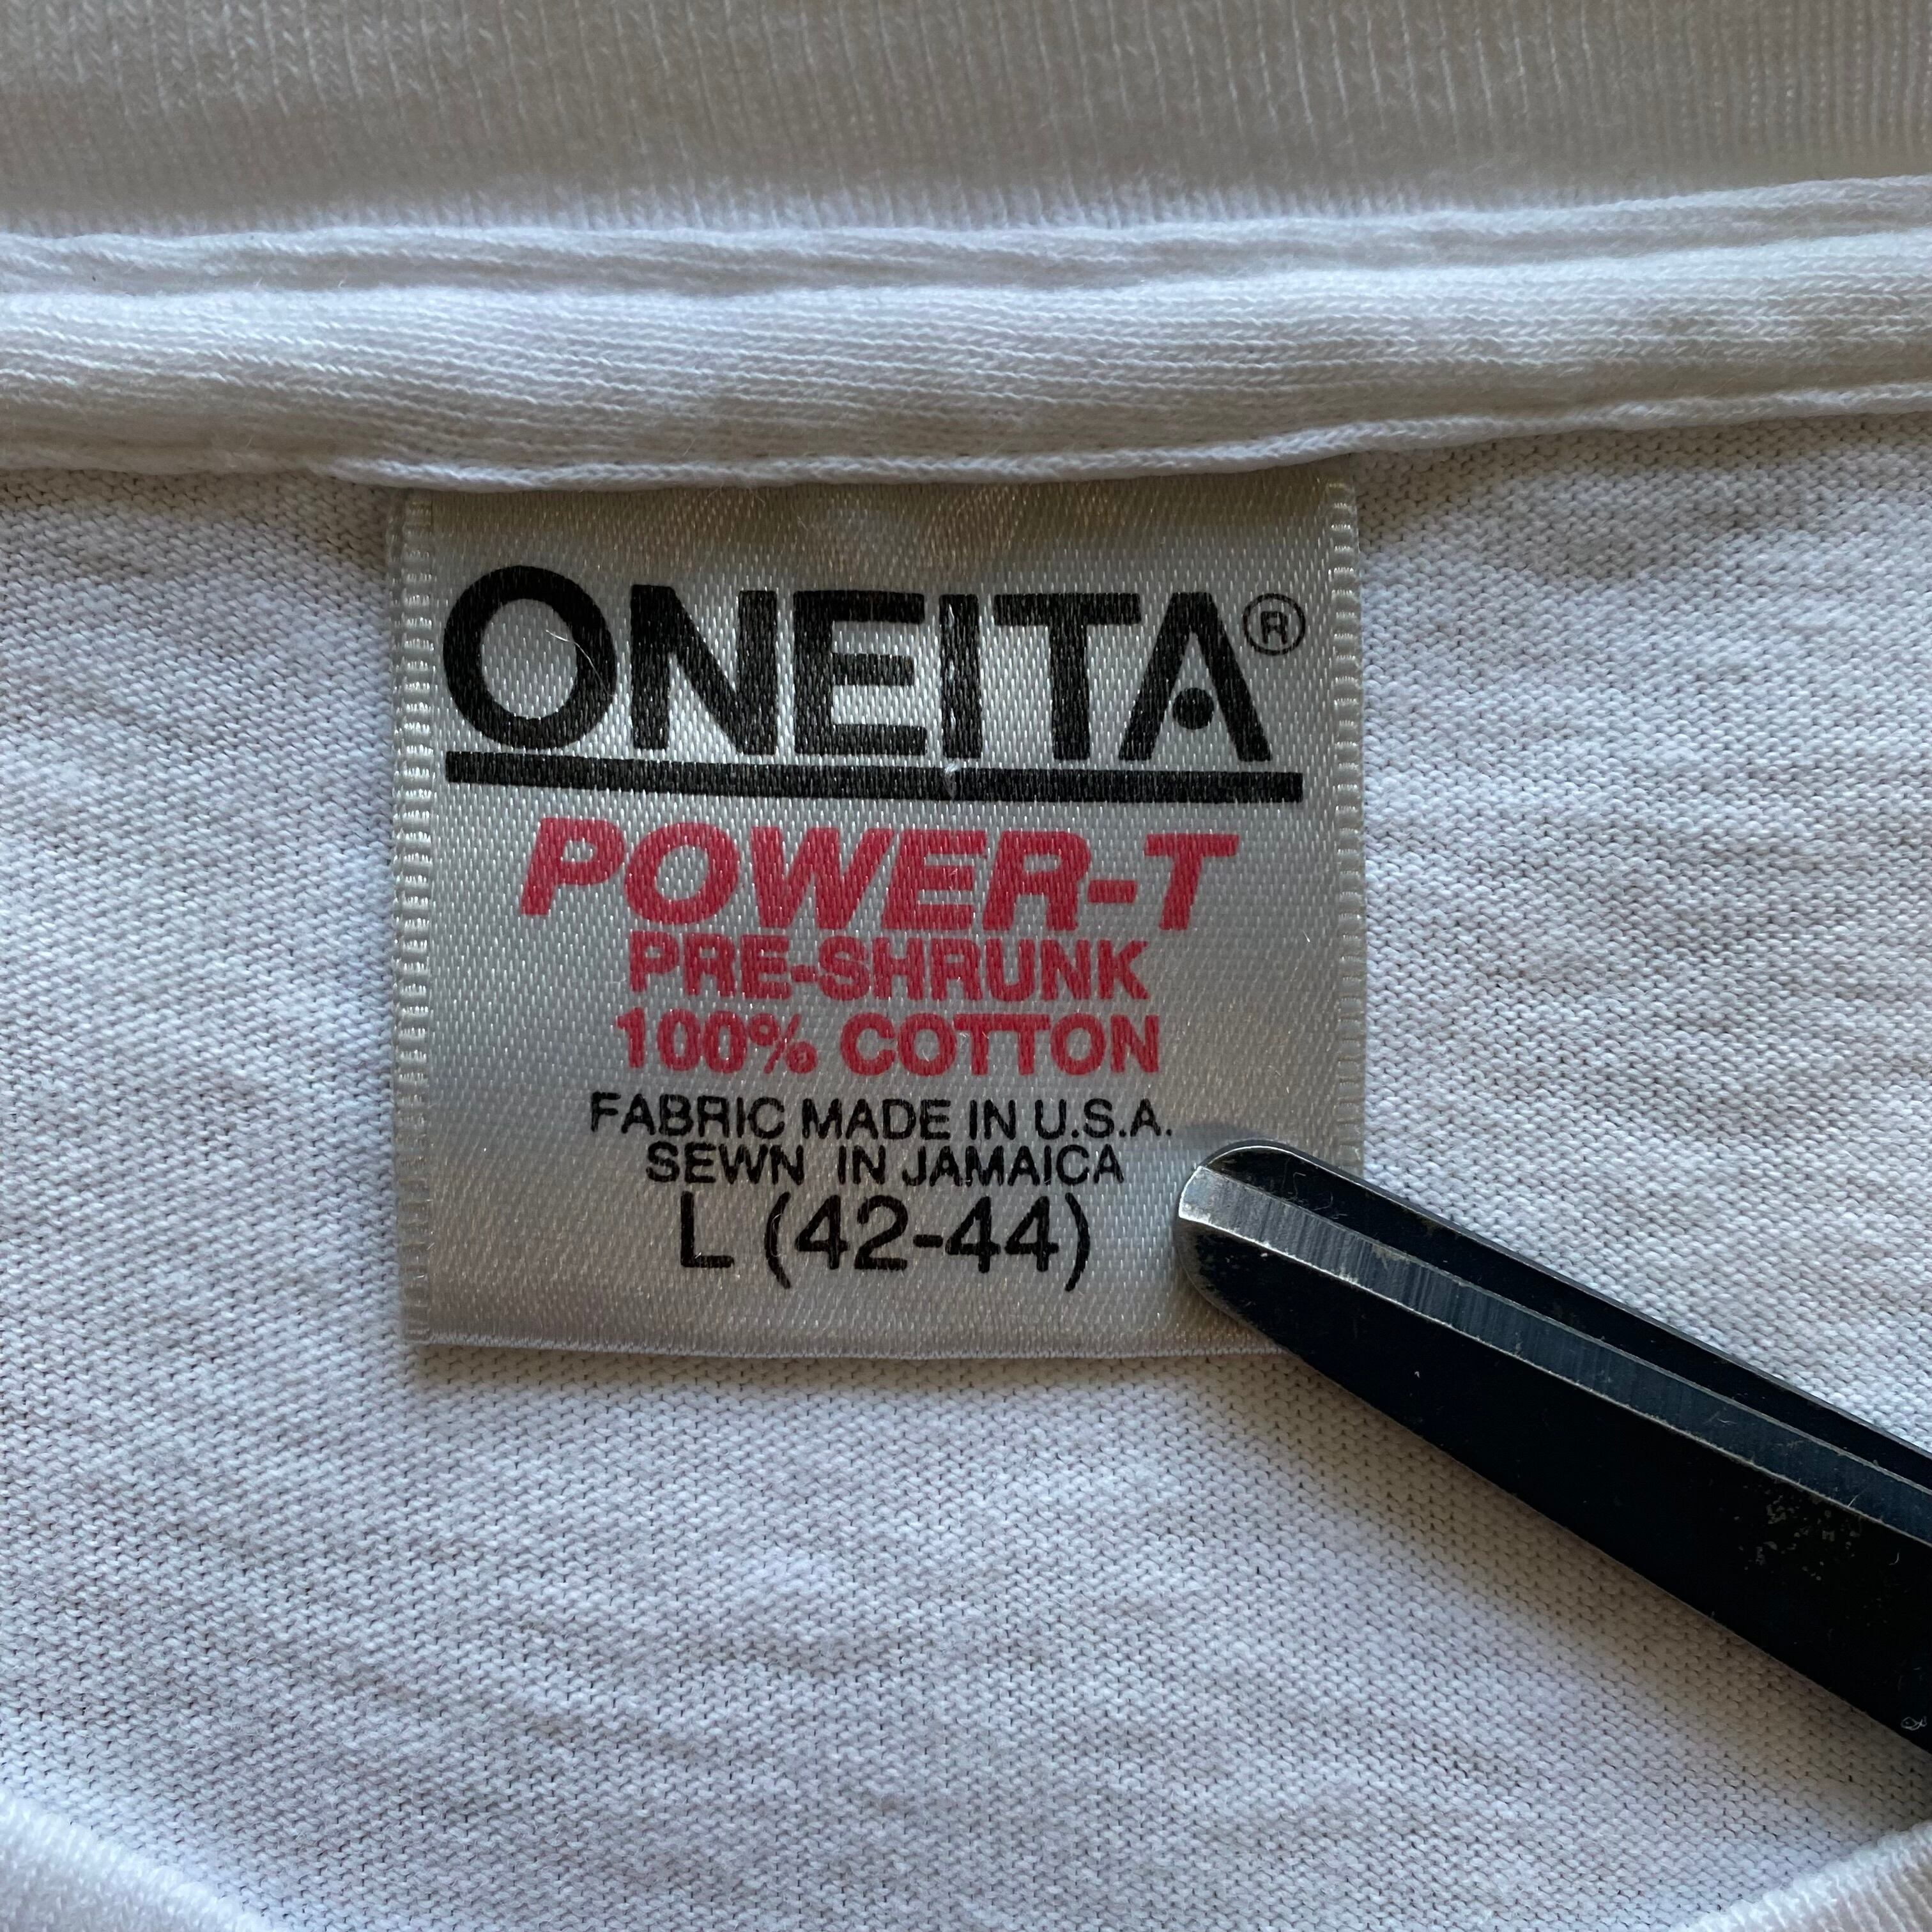 ONEITA®
POWER-T
PRE-SHRUNK
100% COTTON
FABRIC MADE IN U.S.A.
SEWN IN JAMAICA
L (42-44)